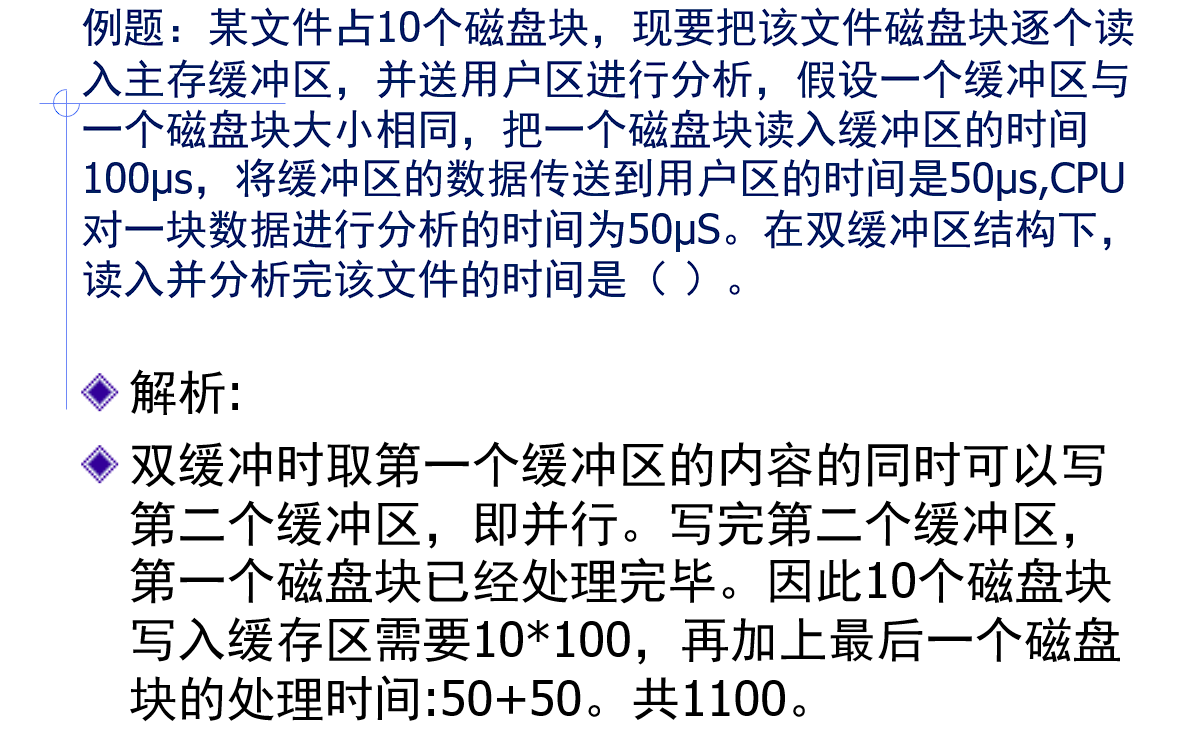 例题：某文件占10个磁盘块，现要把该文件磁盘块逐个读
入主存缓冲区，并送用户区进行分析，假设一个缓冲区与
一个磁盘块大小相同，把一个磁盘块读入缓冲区的时间
100μs，将缓冲区的数据传送到用户区的时间是50μs,CPU
对一块数据进行分析的时间为50μS。在双缓冲区结构下，
读入并分析完该文件的时间是（ ）。
解析:
双缓冲时取第一个缓冲区的内容的同时可以写
第二个缓冲区，即并行。写完第二个缓冲区，
第一个磁盘块已经处理完毕。因此10个磁盘块
写入缓存区需要10*100，再加上最后一个磁盘
块的处理时间:50+50。共1100。